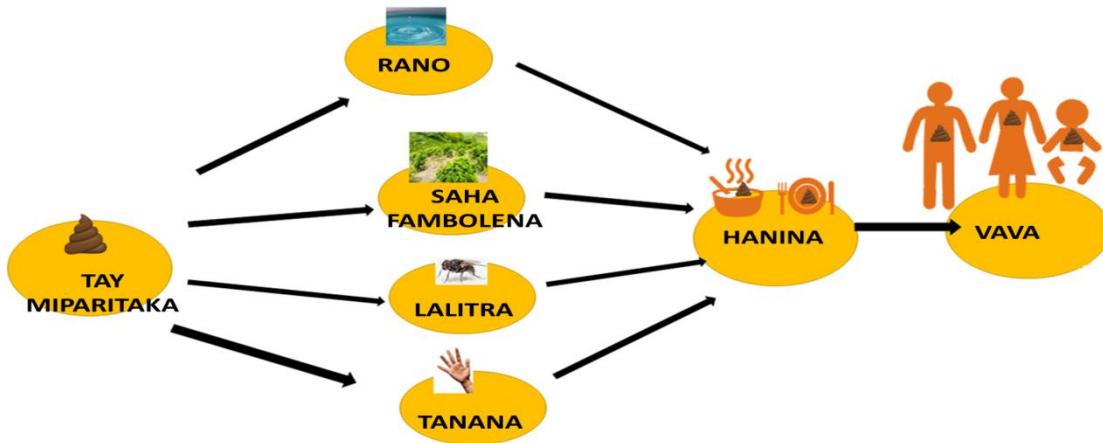 TAY
MIPARITAKA
RANO
SAHA
FAMBOLENA
LALITRA
TANANA
HANINA
VAVA